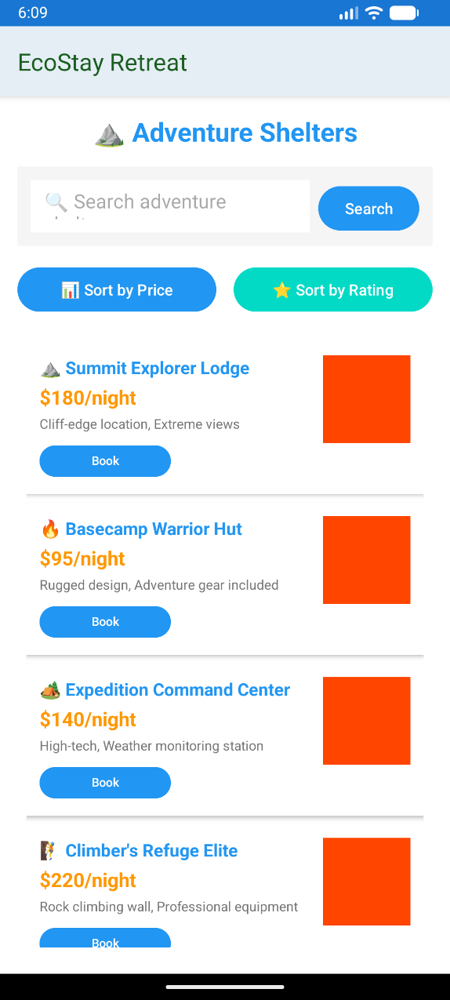 6:09
EcoStay Retreat
⛰️ Adventure Shelters
🔍 Search adventure
Search
📊 Sort by Price
⭐ Sort by Rating
⛰️ Summit Explorer Lodge
$180/night
Cliff-edge location, Extreme views
Book
🔥 Basecamp Warrior Hut
$95/night
Rugged design, Adventure gear included
Book
🏕️ Expedition Command Center
$140/night
High-tech, Weather monitoring station
Book
🧗 Climber's Refuge Elite
$220/night
Rock climbing wall, Professional equipment
Book